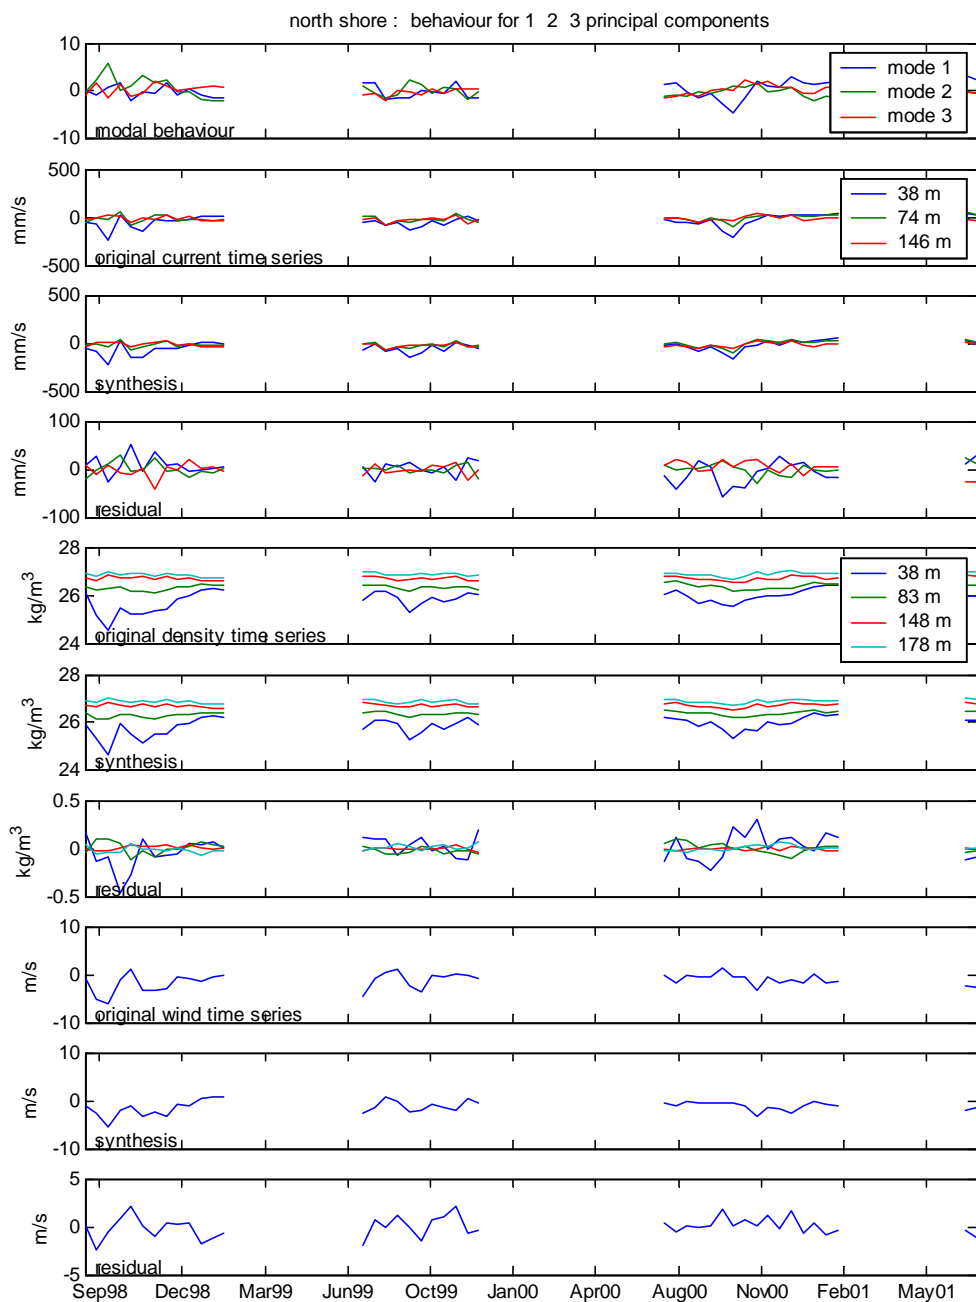 north shore :  behaviour for 1  2  3 principal components
10
0
-10
modal behaviour
mode 1
mode 2
mode 3
500
0
-500
mm/s
original current time series
38 m
74 m
146 m
500
0
-500
mm/s
synthesis
100
0
-100
mm/s
residual
28
26
24
kg/m³
original density time series
38 m
83 m
148 m
178 m
28
26
24
kg/m³
synthesis
0.5
0
-0.5
kg/m³
residual
10
0
-10
m/s
original wind time series
10
0
-10
m/s
synthesis
5
0
-5
m/s
residual
Sep98 Dec98 Mar99 Jun99 Oct99 Jan00 Apr00 Aug00 Nov00 Feb01 May01